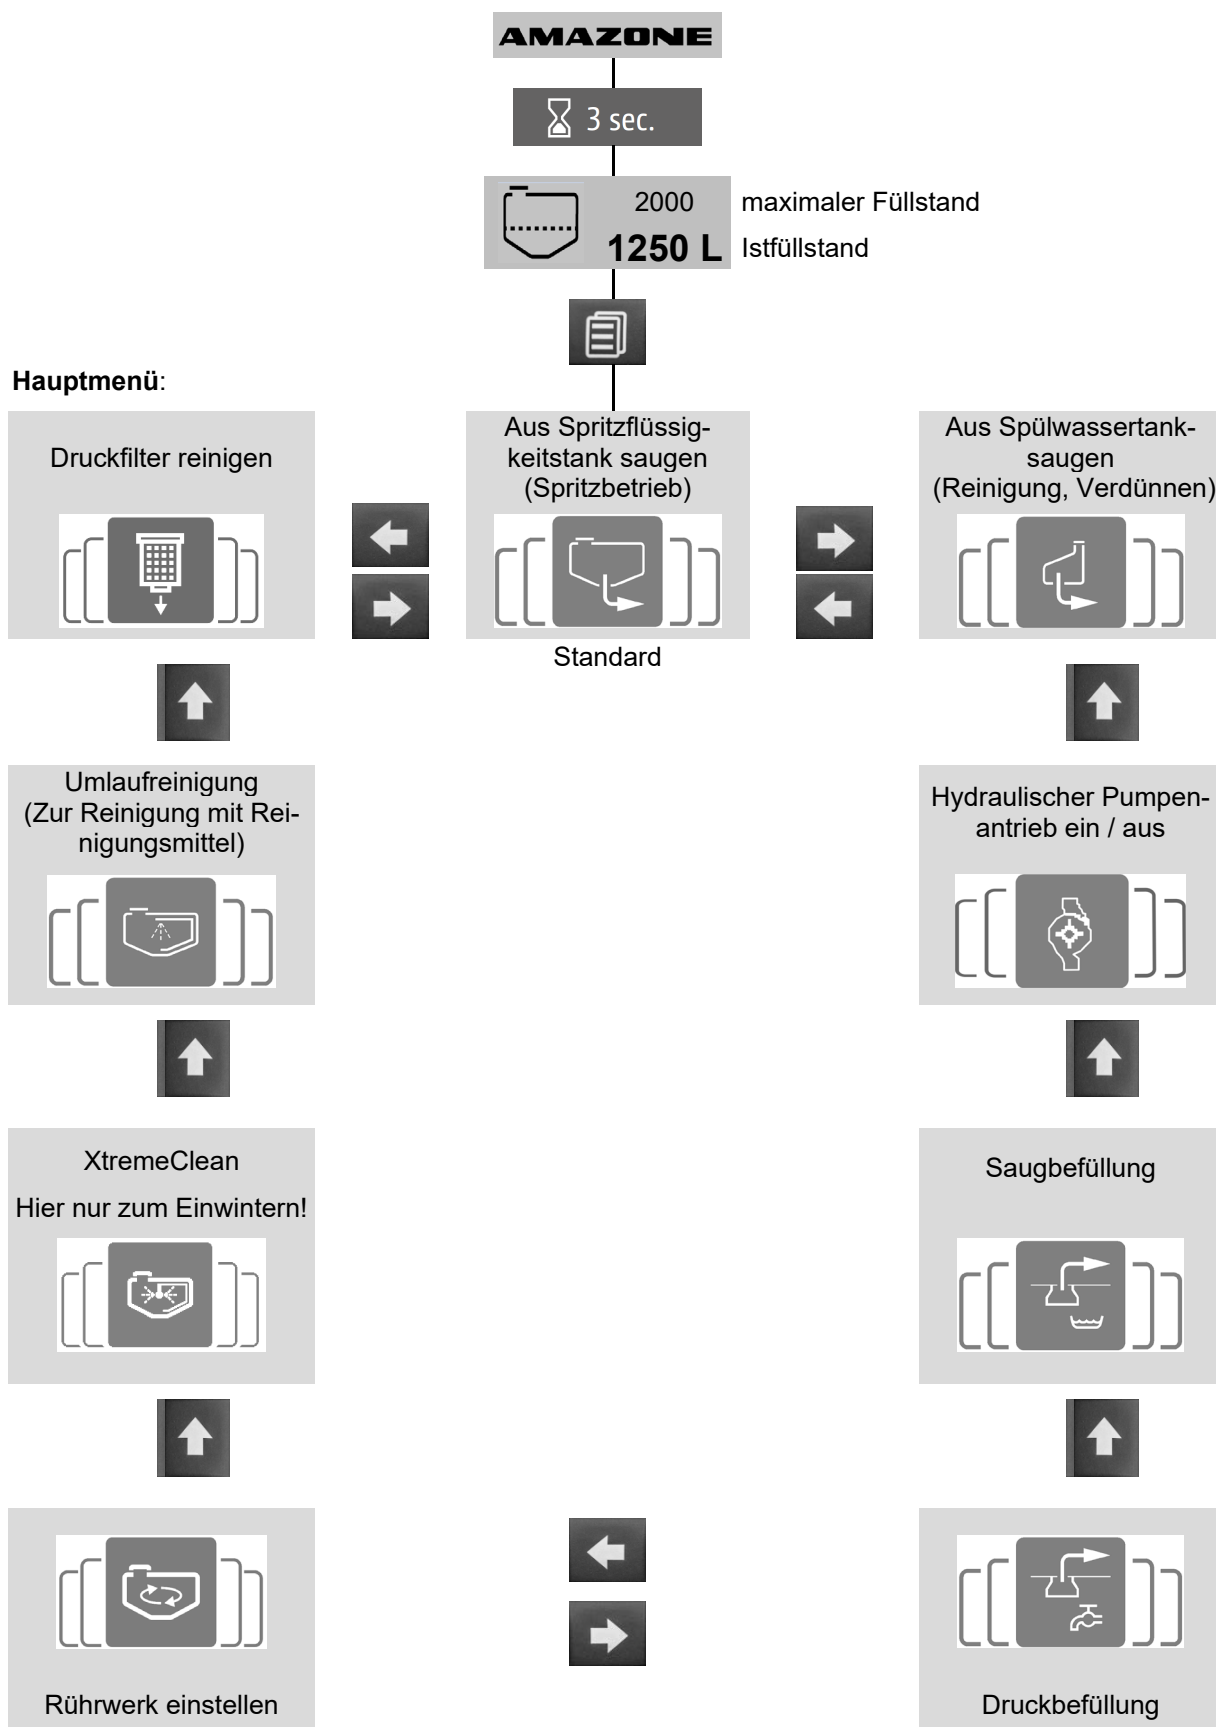 AMAZONE
3 sec.
2000
maximaler Füllstand
1250 L
Istfüllstand
Hauptmenü:
Druckfilter reinigen
Aus Spritzflüssig-
keitstank saugen
(Spritzbetrieb)
Standard
Aus Spülwassertank-
saugen
(Reinigung, Verdünnen)
Umlaufreinigung
(Zur Reinigung mit Rei-
nigungsmittel)
Hydraulischer Pumpen-
antrieb ein / aus
XtremeClean
Hier nur zum Einwintern!
Saugbefüllung
Rührwerk einstellen
Druckbefüllung